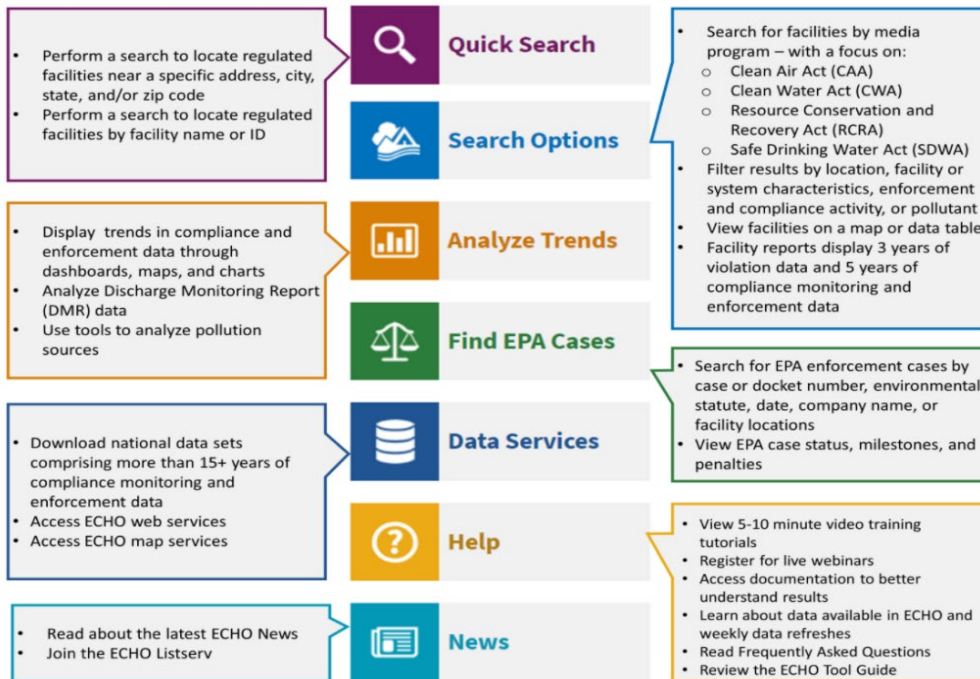 Quick Search
• Perform a search to locate regulated
facilities near a specific address, city,
state, and/or zip code
• Perform a search to locate regulated
facilities by facility name or ID
Search Options
• Search for facilities by media
program – with a focus on:
o Clean Air Act (CAA)
o Clean Water Act (CWA)
o Resource Conservation and
Recovery Act (RCRA)
o Safe Drinking Water Act (SDWA)
• Filter results by location, facility or
system characteristics, enforcement
and compliance activity, or pollutant
• View facilities on a map or data table
• Facility reports display 3 years of
violation data and 5 years of
compliance monitoring and
enforcement data
Analyze Trends
• Display trends in compliance and
enforcement data through
dashboards, maps, and charts
• Analyze Discharge Monitoring Report
(DMR) data
• Use tools to analyze pollution
sources
Find EPA Cases
• Search for EPA enforcement cases by
case or docket number, environmental
statute, date, company name, or
facility locations
• View EPA case status, milestones, and
penalties
Data Services
• Download national data sets
comprising more than 15+ years of
compliance monitoring and
enforcement data
• Access ECHO web services
• Access ECHO map services
Help
• View 5-10 minute video training
tutorials
• Register for live webinars
• Access documentation to better
understand results
• Learn about data available in ECHO and
weekly data refreshes
• Read Frequently Asked Questions
• Review the ECHO Tool Guide
News
• Read about the latest ECHO News
• Join the ECHO Listserv